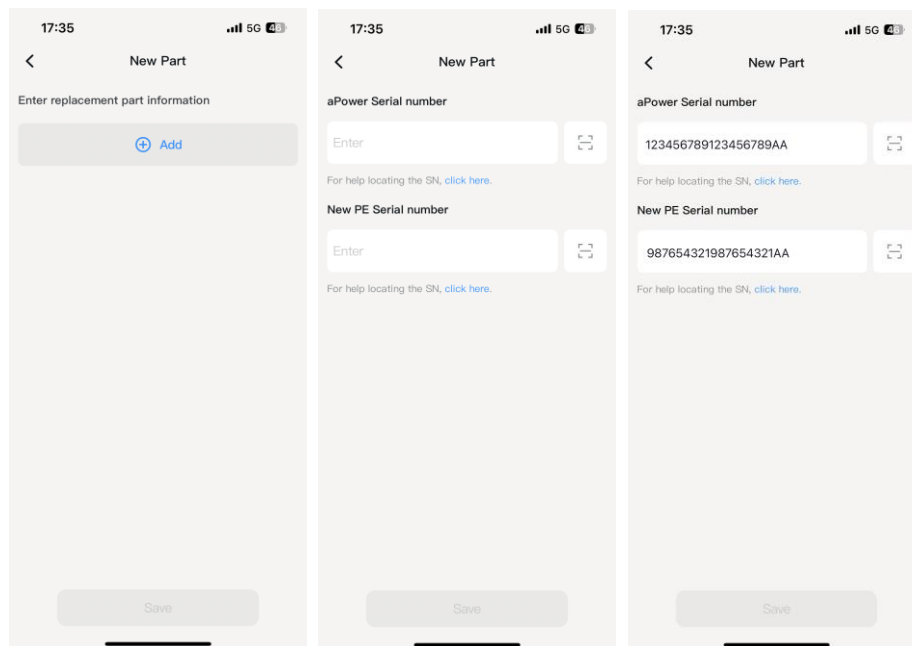 17:35
5G 48
New Part
Enter replacement part information
Add
Save
17:35
5G 48
New Part
aPower Serial number
Enter
For help locating the SN, click here.
New PE Serial number
Enter
For help locating the SN, click here.
Save
17:35
5G 48
New Part
aPower Serial number
123456789123456789AA
For help locating the SN, click here.
New PE Serial number
987654321987654321AA
For help locating the SN, click here.
Save